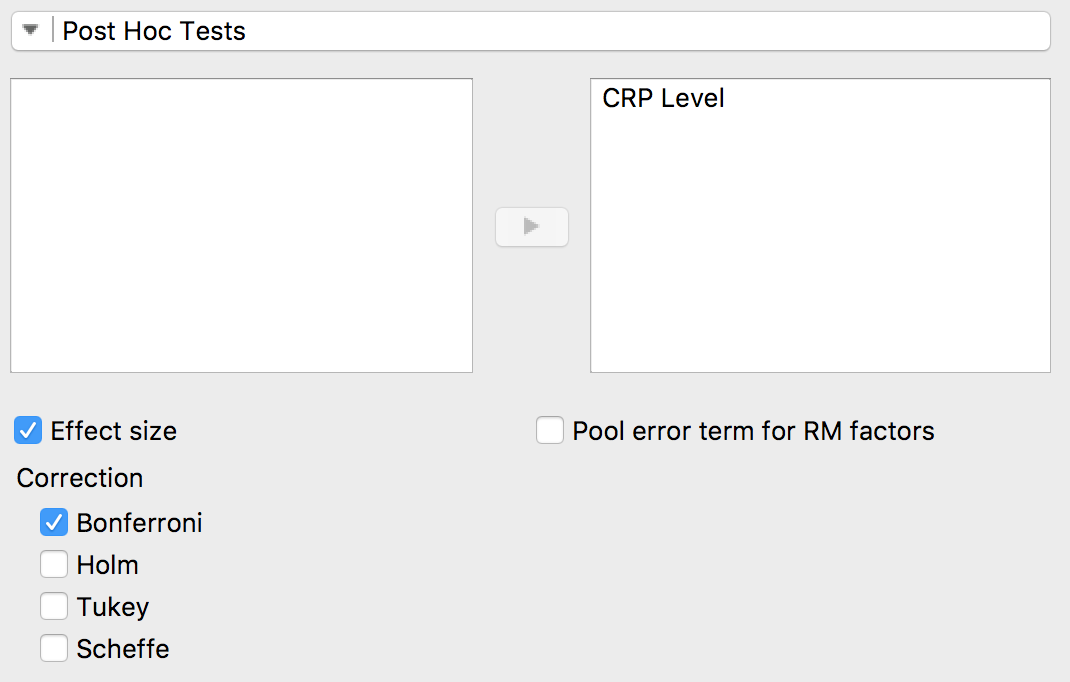 Post Hoc Tests
CRP Level
Effect size
Pool error term for RM factors
Correction
Bonferroni
Holm
Tukey
Scheffe